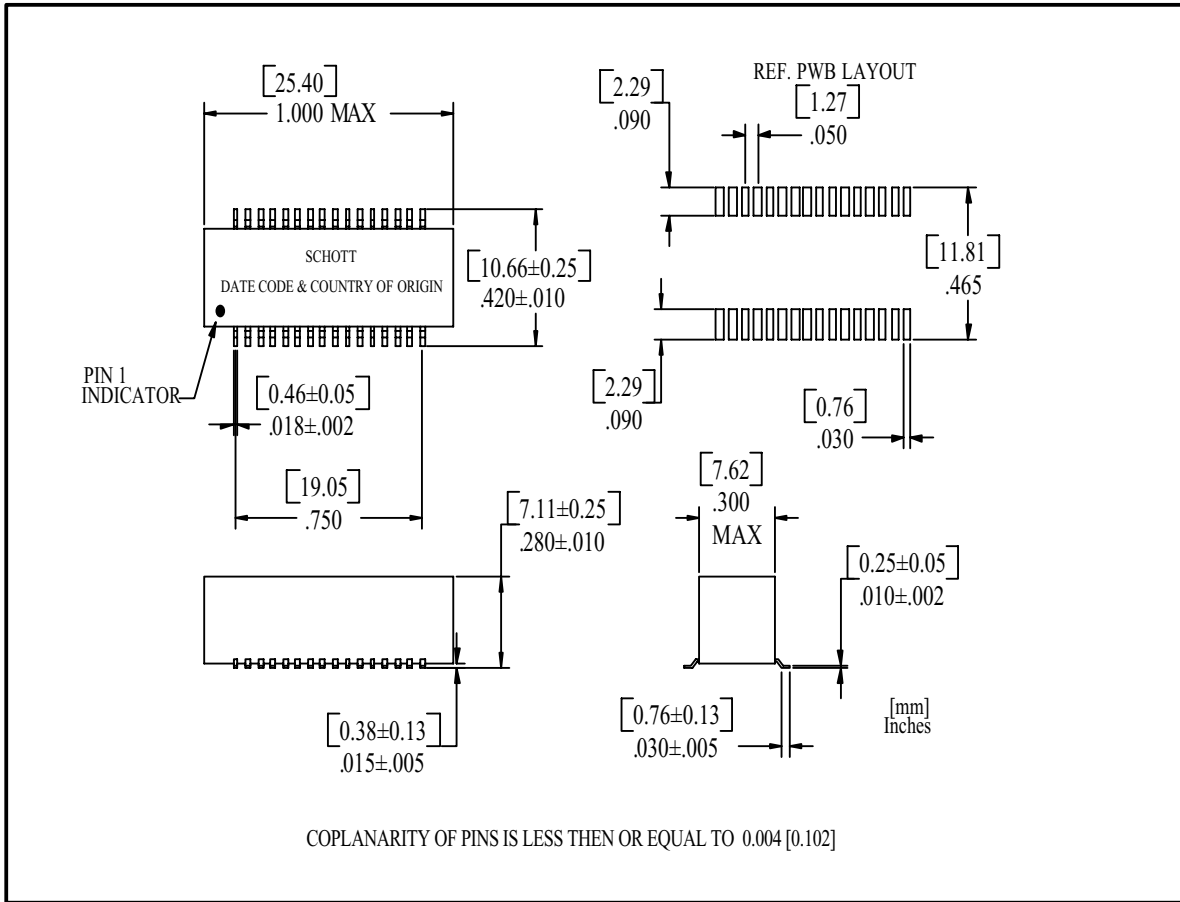 [25.40]
1.000 MAX
SCHOTT
DATE CODE & COUNTRY OF ORIGIN
[10.66±0.25]
.420±.010
PIN 1
INDICATOR
[0.46±0.05]
.018±.002
[19.05]
.750
REF. PWB LAYOUT
[2.29]
.090
[1.27]
.050
[11.81]
.465
[2.29]
.090
[0.76]
.030
[7.11±0.25]
.280±.010
[0.38±0.13]
.015±.005
[7.62]
.300
MAX
[0.25±0.05]
.010±.002
[0.76±0.13]
.030±.005
[mm]
Inches
COPLANARITY OF PINS IS LESS THEN OR EQUAL TO 0.004 [0.102]